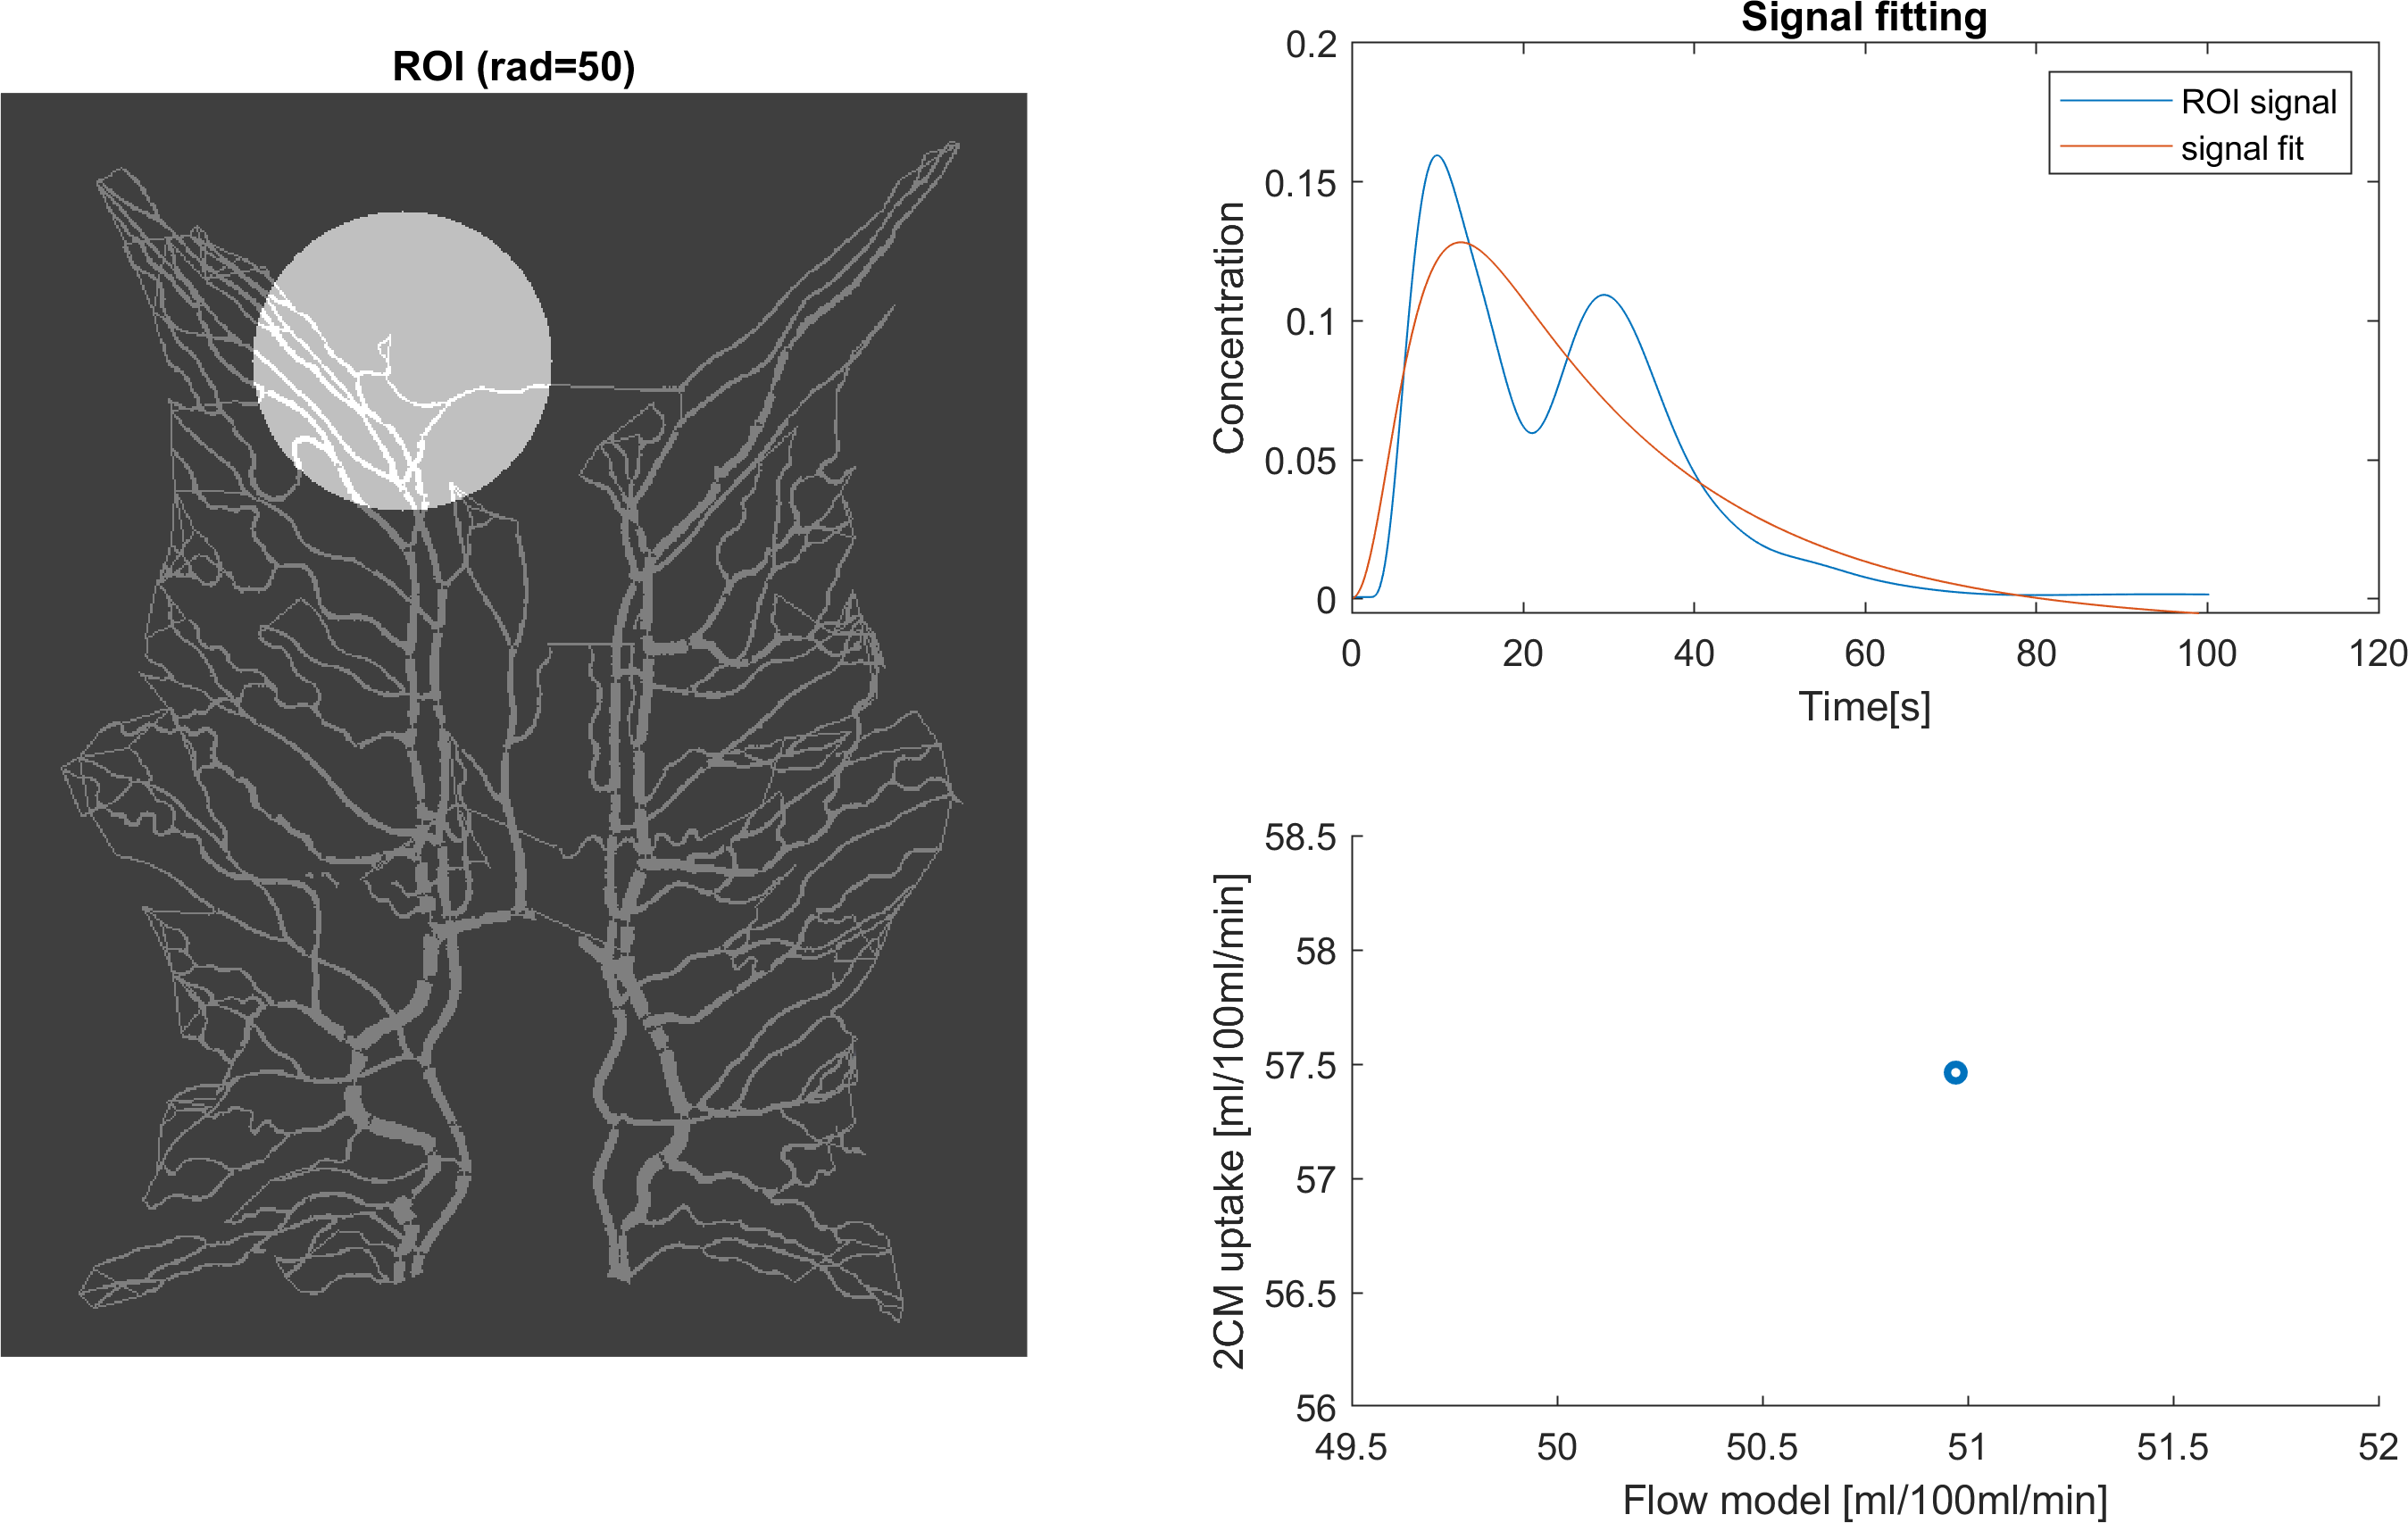 ROI (rad=50)
Signal fitting
0.2
0.15
0.1
0.05
0
Concentration
ROI signal
signal fit
0 20 40 60 80 100 120
Time[s]
58.5
58
57.5
57
56.5
56
2CM uptake [ml/100ml/min]
49.5 50 50.5 51 51.5 52
Flow model [ml/100ml/min]